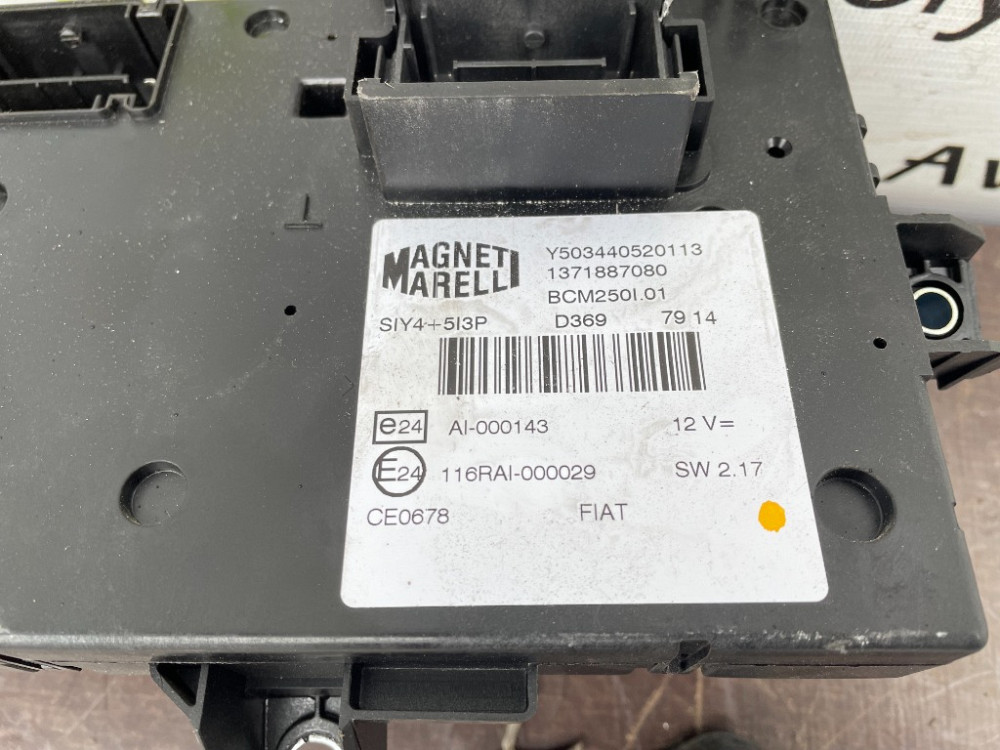 MAGNETI
MARELLI
Y503440520113
1371887080
BCM250I.01
SIY4+5I3P D369 79 14
e24 AI-000143 12 V=
E24 116RAI-000029 SW 2.17
CE0678 FIAT